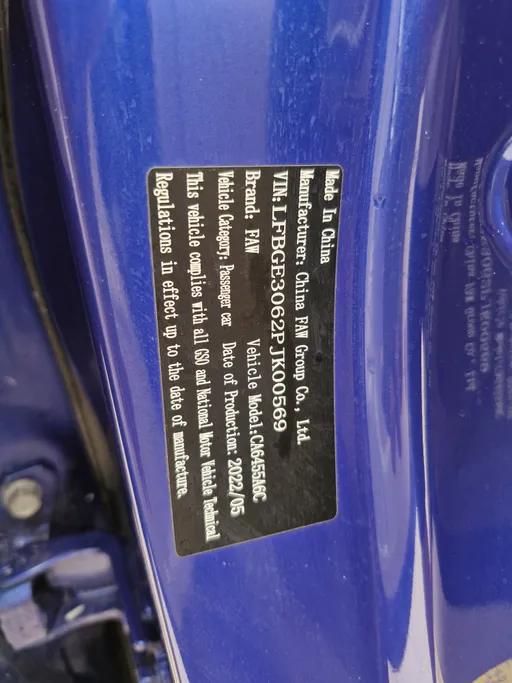 Made In China
Manufacturer: China FAW Group Co., Ltd.
VIN:LFBGE3062PJK00569
Brand: FAW Vehicle Model:CA6455A6C
Vehicle Category: Passenger car Date of Production: 2022/05
This vehicle complies with all GSO and National Motor Vehicle Technical
Regulations in effect up to the date of manufacture.